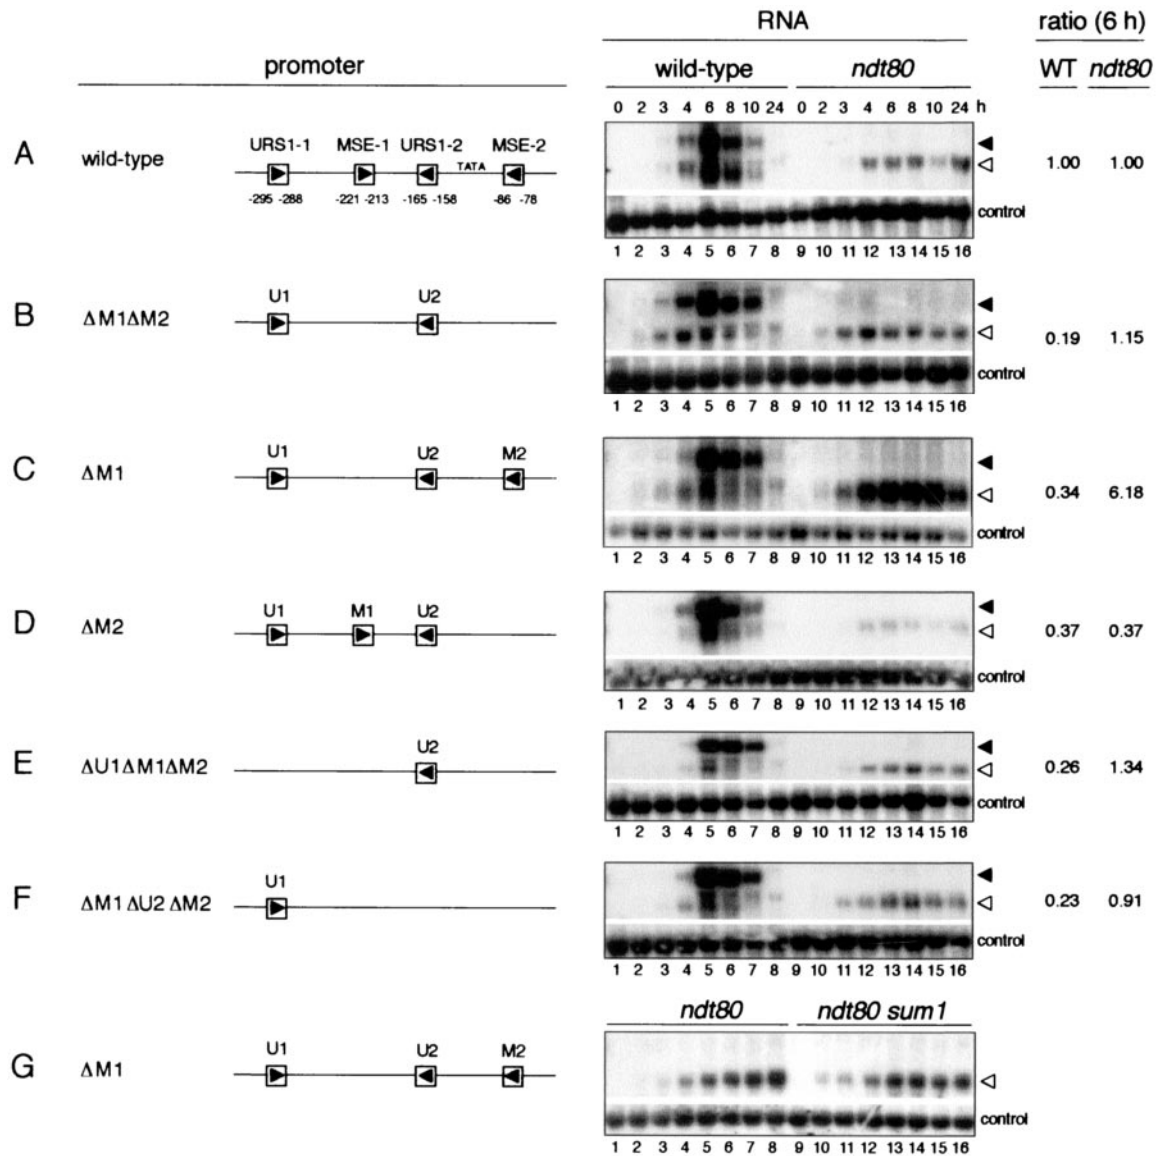 RNA ratio (6 h)
promoter wild-type ndt80 WT ndt80
0 2 3 4 6 8 10 24 0 2 3 4 6 8 10 24 h
A wild-type URS1-1 MSE-1 URS1-2 TATA MSE-2 1.00 1.00
-295 -288 -221 -213 -165 -158 -86 -78 control
1 2 3 4 5 6 7 8 9 10 11 12 13 14 15 16
B ΔM1ΔM2 U1 U2 0.19 1.15
control
1 2 3 4 5 6 7 8 9 10 11 12 13 14 15 16
C ΔM1 U1 U2 M2 0.34 6.18
control
1 2 3 4 5 6 7 8 9 10 11 12 13 14 15 16
D ΔM2 U1 M1 U2 0.37 0.37
control
1 2 3 4 5 6 7 8 9 10 11 12 13 14 15 16
E ΔU1ΔM1ΔM2 U2 0.26 1.34
control
1 2 3 4 5 6 7 8 9 10 11 12 13 14 15 16
F ΔM1 ΔU2 ΔM2 U1 0.23 0.91
control
1 2 3 4 5 6 7 8 9 10 11 12 13 14 15 16
ndt80 ndt80 sum1
G ΔM1 U1 U2 M2
control
1 2 3 4 5 6 7 8 9 10 11 12 13 14 15 16